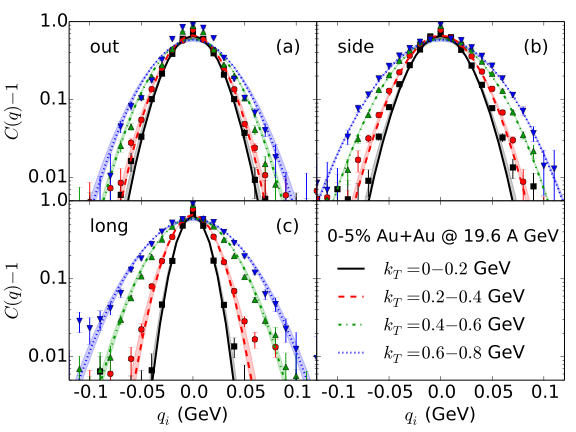 1.0
0.1
0.01
C(q)−1
out
(a)
side
(b)
1.0
0.1
0.01
C(q)−1
long
(c)
0-5% Au+Au @ 19.6 A GeV
k_T = 0−0.2 GeV
k_T = 0.2−0.4 GeV
k_T = 0.4−0.6 GeV
k_T = 0.6−0.8 GeV
-0.1 -0.05 0.0 0.05 0.1
-0.1 -0.05 0.0 0.05 0.1
q_i (GeV)
q_i (GeV)